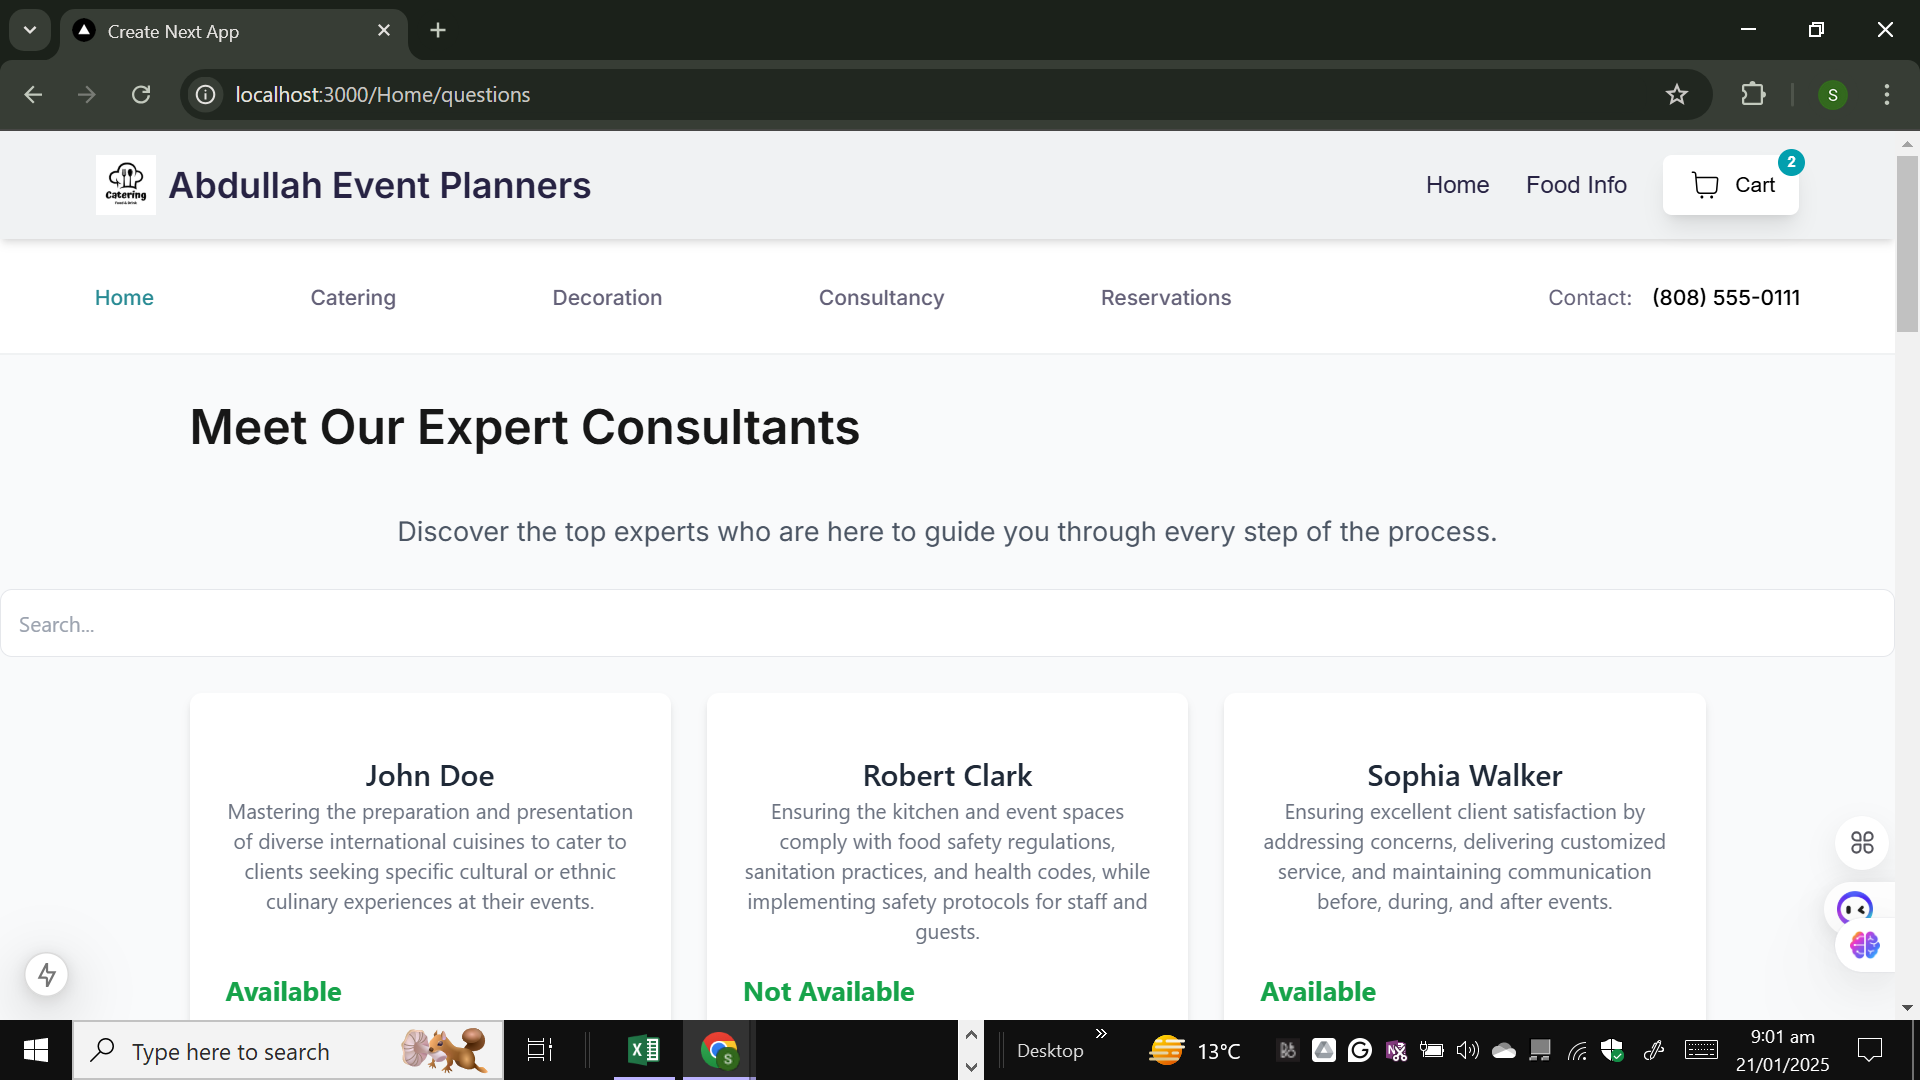 Create Next App
localhost:3000/Home/questions
S
Catering
Abdullah Event Planners
Home
Food Info
Cart
2
Home
Catering
Decoration
Consultancy
Reservations
Contact: (808) 555-0111
Meet Our Expert Consultants
Discover the top experts who are here to guide you through every step of the process.
Search...
John Doe
Mastering the preparation and presentation
of diverse international cuisines to cater to
clients seeking specific cultural or ethnic
culinary experiences at their events.
Available
Robert Clark
Ensuring the kitchen and event spaces
comply with food safety regulations,
sanitation practices, and health codes, while
implementing safety protocols for staff and
guests.
Not Available
Sophia Walker
Ensuring excellent client satisfaction by
addressing concerns, delivering customized
service, and maintaining communication
before, during, and after events.
Available
Type here to search
Desktop
13°C
9:01 am
21/01/2025